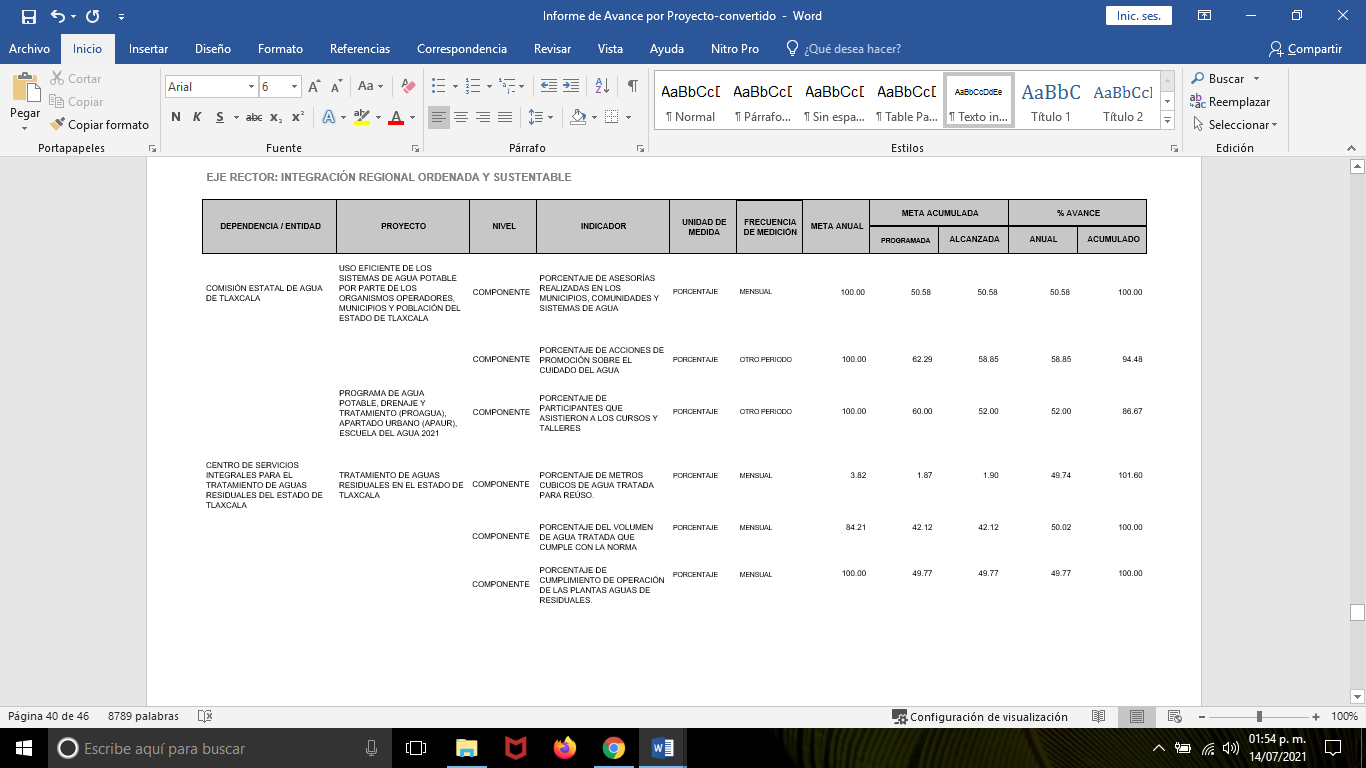 Informe de Avance por Proyecto-convertido - Word
Inic. ses.
Archivo Inicio Insertar Diseño Formato Referencias Correspondencia Revisar Vista Ayuda Nitro Pro ¿Qué desea hacer? Compartir
Pegar
Cortar
Copiar
Copiar formato
Portapapeles
Arial 6
Fuente
Párrafo
AaBbCcD AaBbCcD AaBbCcD AaBbCcD AaBbCcDdEe AaBbC AaBbCcI
¶ Normal ¶ Párrafo... ¶ Sin espa... ¶ Table Pa... ¶ Texto in... Título 1 Título 2
Estilos
Buscar
Reemplazar
Seleccionar
Edición
EJE RECTOR: INTEGRACIÓN REGIONAL ORDENADA Y SUSTENTABLE
DEPENDENCIA / ENTIDAD PROYECTO NIVEL INDICADOR UNIDAD DE MEDIDA FRECUENCIA DE MEDICIÓN META ANUAL META ACUMULADA % AVANCE
PROGRAMADA ALCANZADA ANUAL ACUMULADO
COMISIÓN ESTATAL DE AGUA
DE TLAXCALA
USO EFICIENTE DE LOS
SISTEMAS DE AGUA POTABLE
POR PARTE DE LOS
ORGANISMOS OPERADORES,
MUNICIPIOS Y POBLACIÓN DEL
ESTADO DE TLAXCALA
COMPONENTE
PORCENTAJE DE ASESORÍAS
REALIZADAS EN LOS
MUNICIPIOS, COMUNIDADES Y
SISTEMAS DE AGUA
PORCENTAJE MENSUAL 100.00 50.58 50.58 50.58 100.00
COMPONENTE
PORCENTAJE DE ACCIONES DE
PROMOCIÓN SOBRE EL
CUIDADO DEL AGUA
PORCENTAJE OTRO PERIODO 100.00 62.29 58.85 58.85 94.48
PROGRAMA DE AGUA
POTABLE, DRENAJE Y
TRATAMIENTO (PROAGUA),
APARTADO URBANO (APAUR),
ESCUELA DEL AGUA 2021
COMPONENTE
PORCENTAJE DE
PARTICIPANTES QUE
ASISTIERON A LOS CURSOS Y
TALLERES
PORCENTAJE OTRO PERIODO 100.00 60.00 52.00 52.00 86.67
CENTRO DE SERVICIOS
INTEGRALES PARA EL
TRATAMIENTO DE AGUAS
RESIDUALES DEL ESTADO DE
TLAXCALA
TRATAMIENTO DE AGUAS
RESIDUALES EN EL ESTADO DE
TLAXCALA
COMPONENTE
PORCENTAJE DE METROS
CUBICOS DE AGUA TRATADA
PARA REÚSO.
PORCENTAJE MENSUAL 3.82 1.87 1.90 49.74 101.60
COMPONENTE
PORCENTAJE DEL VOLUMEN
DE AGUA TRATADA QUE
CUMPLE CON LA NORMA
PORCENTAJE MENSUAL 84.21 42.12 42.12 50.02 100.00
COMPONENTE
PORCENTAJE DE
CUMPLIMIENTO DE OPERACIÓN
DE LAS PLANTAS AGUAS DE
RESIDUALES.
PORCENTAJE MENSUAL 100.00 49.77 49.77 49.77 100.00
Página 40 de 46 8789 palabras Configuración de visualización 100%
Escribe aquí para buscar
01:54 p. m.
14/07/2021